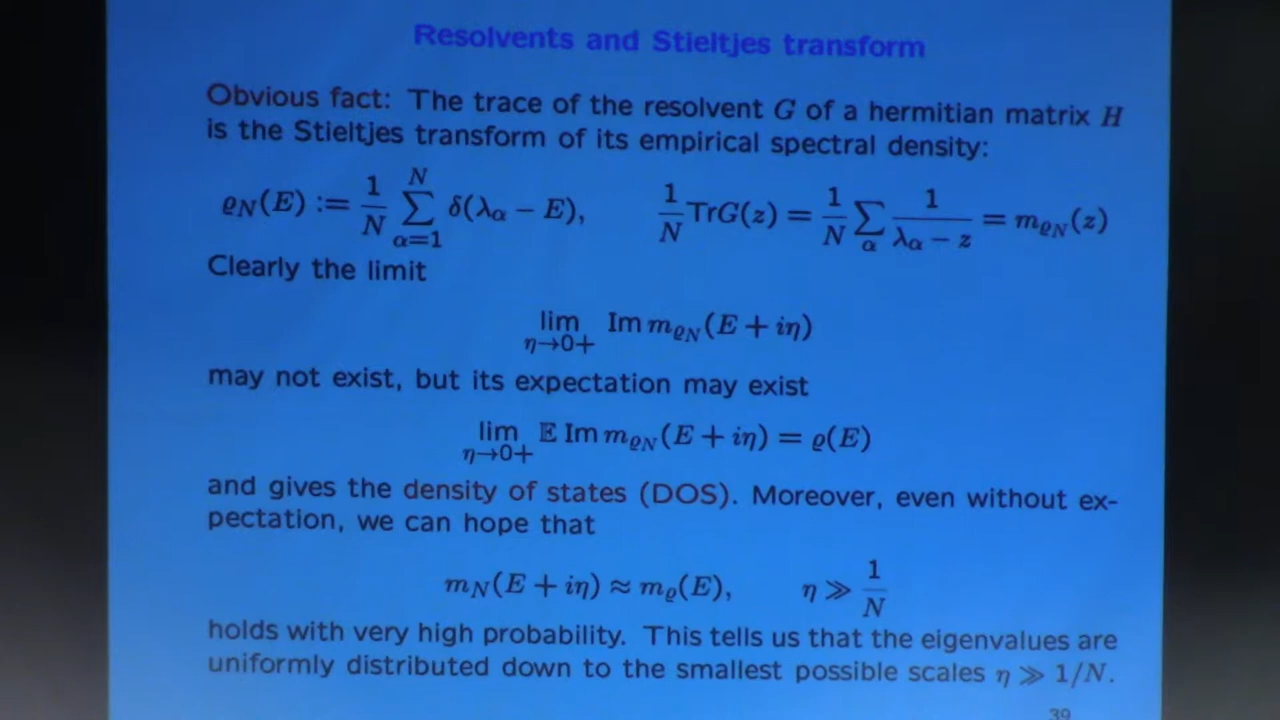 Resolvents and Stieltjes transform
Obvious fact: The trace of the resolvent G of a hermitian matrix H
is the Stieltjes transform of its empirical spectral density:
ϱ_N(E) := 1/N ∑_{α=1}^{N} δ(λ_α − E), 1/N TrG(z) = 1/N ∑_α 1/(λ_α − z) = m_{ϱ_N}(z)
Clearly the limit
lim_{η→0+} Im m_{ϱ_N}(E + iη)
may not exist, but its expectation may exist
lim_{η→0+} 𝔼 Im m_{ϱ_N}(E + iη) = ϱ(E)
and gives the density of states (DOS). Moreover, even without ex-
pectation, we can hope that
m_N(E + iη) ≈ m_ϱ(E), η ≫ 1/N
holds with very high probability. This tells us that the eigenvalues are
uniformly distributed down to the smallest possible scales η ≫ 1/N.
39